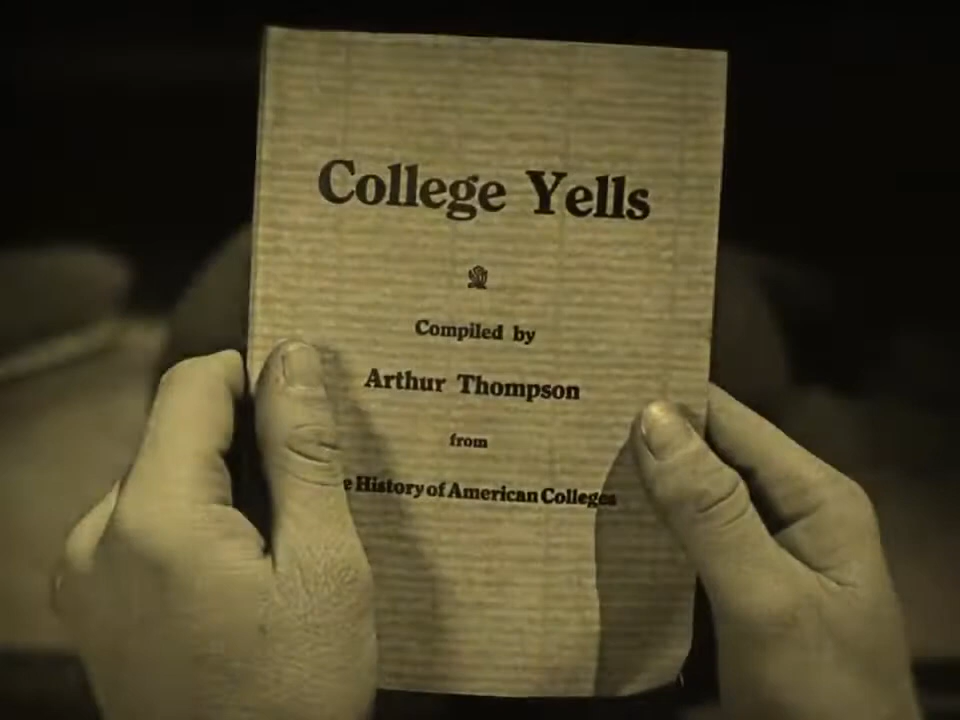 College Yells
Compiled by
Arthur Thompson
from
e History of American Colleges